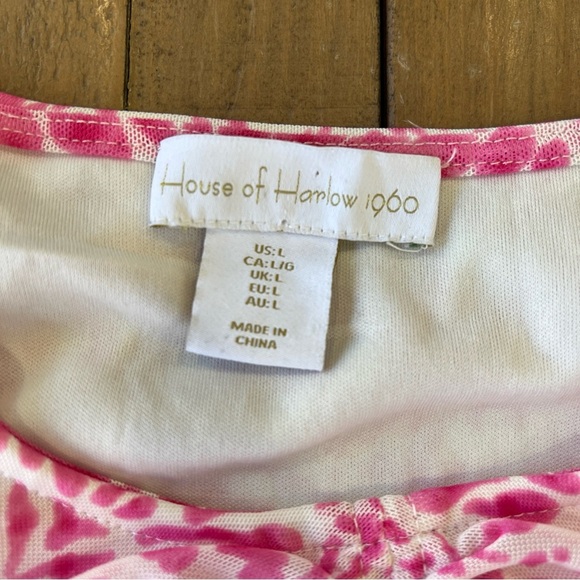 House of Harlow 1960
US: L
CA: L/G
UK: L
EU: L
AU: L
MADE IN
CHINA